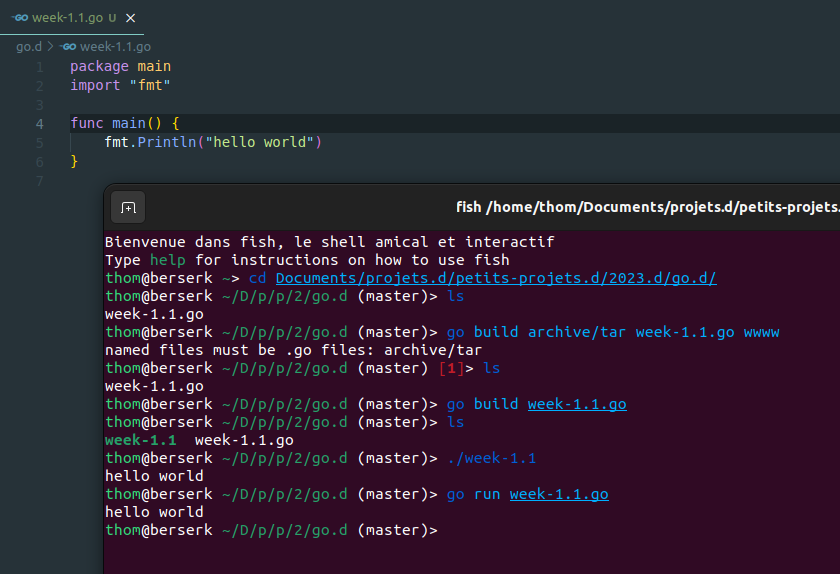 GO week-1.1.go U ×
go.d > GO week-1.1.go
1 package main
2 import "fmt"
3
4 func main() {
5 fmt.Println("hello world")
6 }
7
fish /home/thom/Documents/projets.d/petits-projets.
Bienvenue dans fish, le shell amical et interactif
Type help for instructions on how to use fish
thom@berserk ~> cd Documents/projets.d/petits-projets.d/2023.d/go.d/
thom@berserk ~/D/p/p/2/go.d (master)> ls
week-1.1.go
thom@berserk ~/D/p/p/2/go.d (master)> go build archive/tar week-1.1.go wwww
named files must be .go files: archive/tar
thom@berserk ~/D/p/p/2/go.d (master) [1]> ls
week-1.1.go
thom@berserk ~/D/p/p/2/go.d (master)> go build week-1.1.go
thom@berserk ~/D/p/p/2/go.d (master)> ls
week-1.1 week-1.1.go
thom@berserk ~/D/p/p/2/go.d (master)> ./week-1.1
hello world
thom@berserk ~/D/p/p/2/go.d (master)> go run week-1.1.go
hello world
thom@berserk ~/D/p/p/2/go.d (master)>